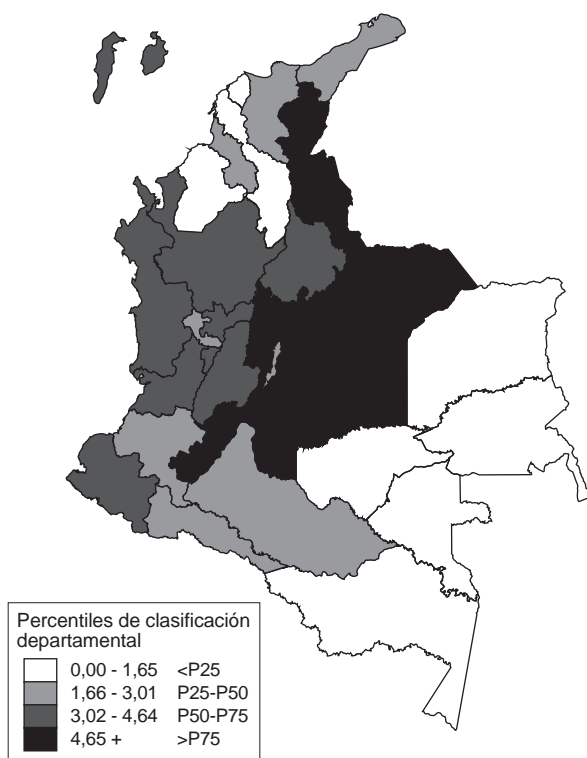 Percentiles de clasificación
departamental
0,00 - 1,65 <P25
1,66 - 3,01 P25-P50
3,02 - 4,64 P50-P75
4,65 + >P75